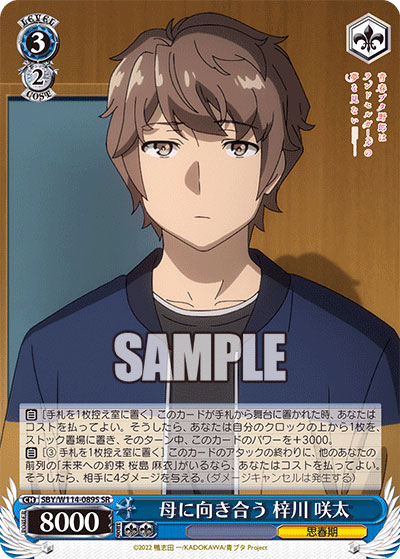 LEVEL
3
2
COST
青春ブタ野郎は
ランドセルガールの
夢を見ない
SAMPLE
自【手札を1枚控え室に置く】このカードが手札から舞台に置かれた時、あなたは
コストを払ってよい。そうしたら、あなたは自分のクロックの上から1枚を、
ストック置場に置き、そのターン中、このカードのパワーを+3000。
自【③】このカードのアタックの終わりに、他のあなたの
前列の「未来への約束 桜島 麻衣」がいるなら、あなたはコストを払ってよい。そう
したら、相手に4ダメージを与える。(ダメージキャンセルは発生する)
CH SBY/W114-089S SR
POWER
8000
SOUL
母に向き合う 梓川 咲太
思春期
©2022 鴨志田 一/KADOKAWA/青ブタ Project